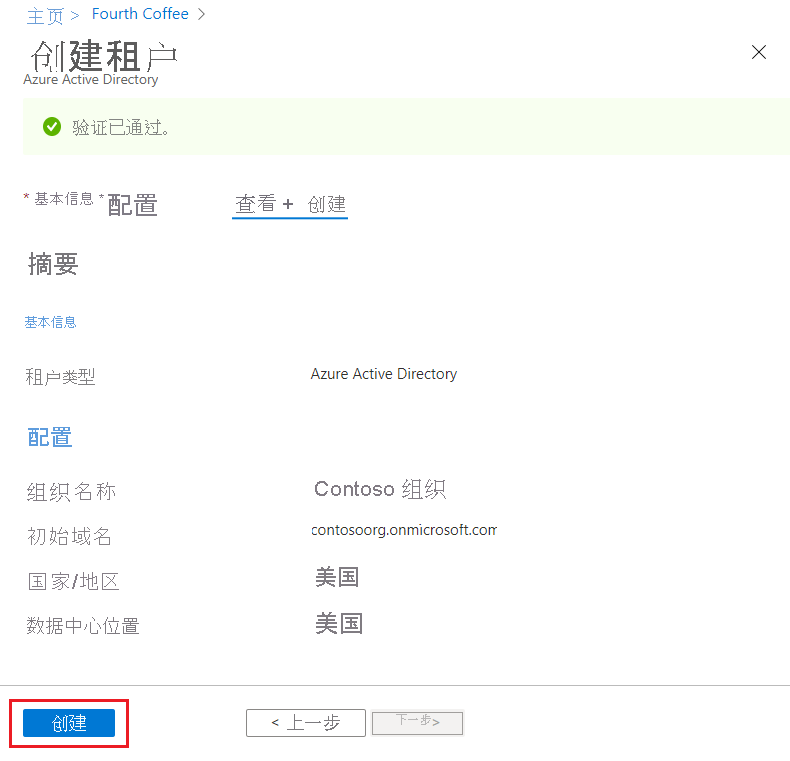 主页 > Fourth Coffee >
创建租户
Azure Active Directory
验证已通过。
* 基本信息 * 配置 查看 + 创建
摘要
基本信息
租户类型 Azure Active Directory
配置
组织名称 Contoso 组织
初始域名 contosoorg.onmicrosoft.com
国家/地区 美国
数据中心位置 美国
创建 < 上一步 下一步>